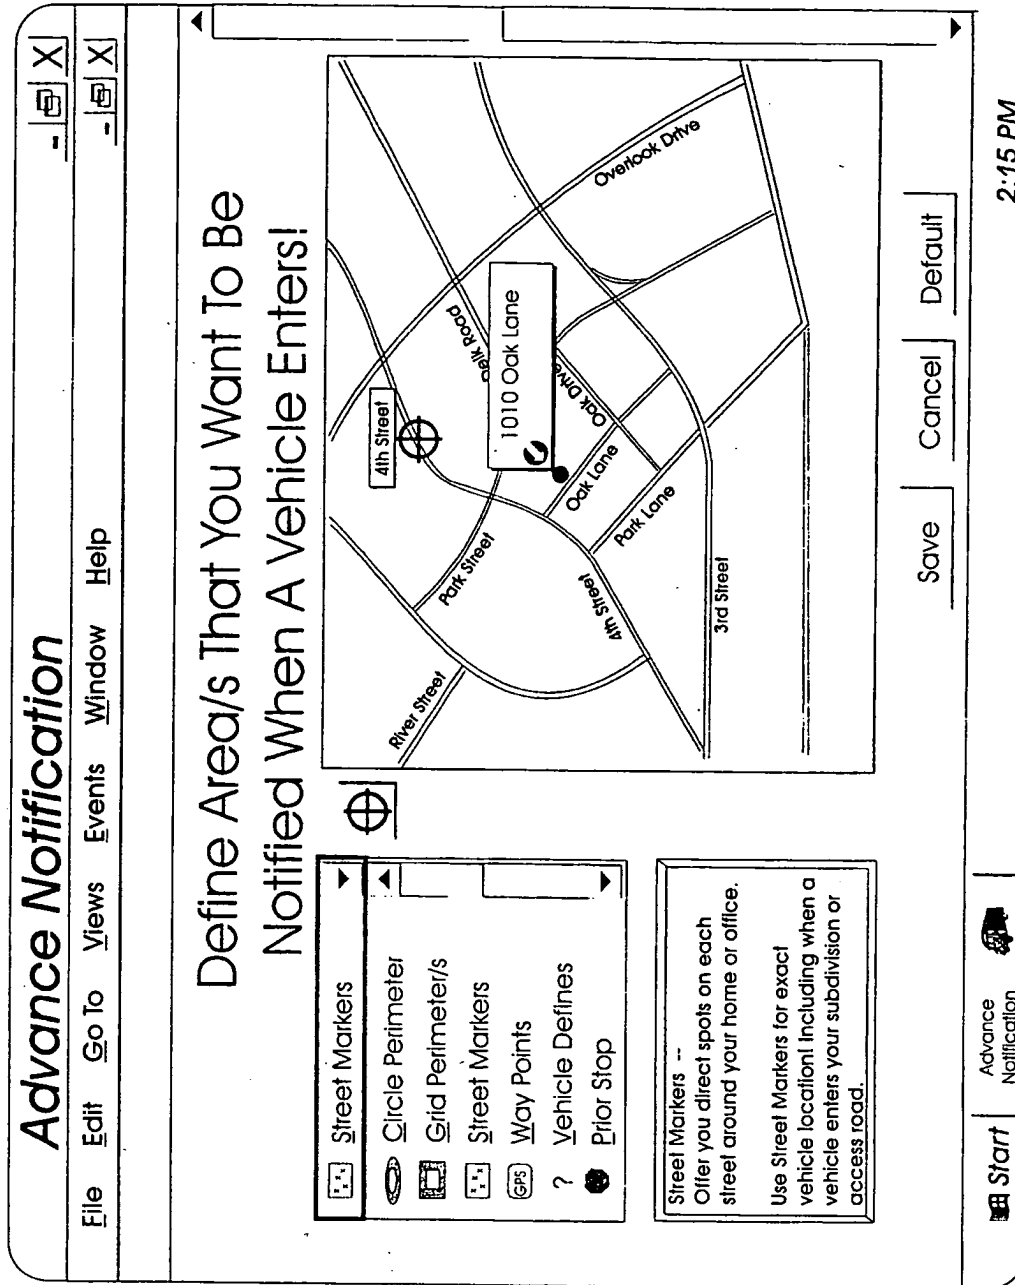 Advance Notification
File Edit Go To Views Events Window Help
Define Area/s That You Want To Be
Notified When A Vehicle Enters!
Street Markers
Circle Perimeter
Grid Perimeter/s
Street Markers
GPS Way Points
? Vehicle Defines
Prior Stop
Street Markers --
Offer you direct spots on each
street around your home or office.
Use Street Markers for exact
vehicle location! Including when a
vehicle enters your subdivision or
access road.
4th Street
Road
1010 Oak Lane
Overlook Drive
Oak Drive
Oak Lane
Park Lane
Park Street
River Street
4th Street
3rd Street
Save Cancel Default
Start
Advance
Notification
2:15 PM